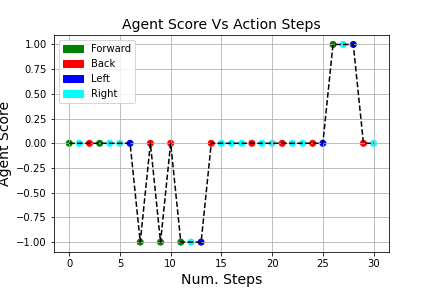 Agent Score Vs Action Steps
Agent Score
1.00
0.75
0.50
0.25
0.00
−0.25
−0.50
−0.75
−1.00
Forward
Back
Left
Right
0 5 10 15 20 25 30
Num. Steps